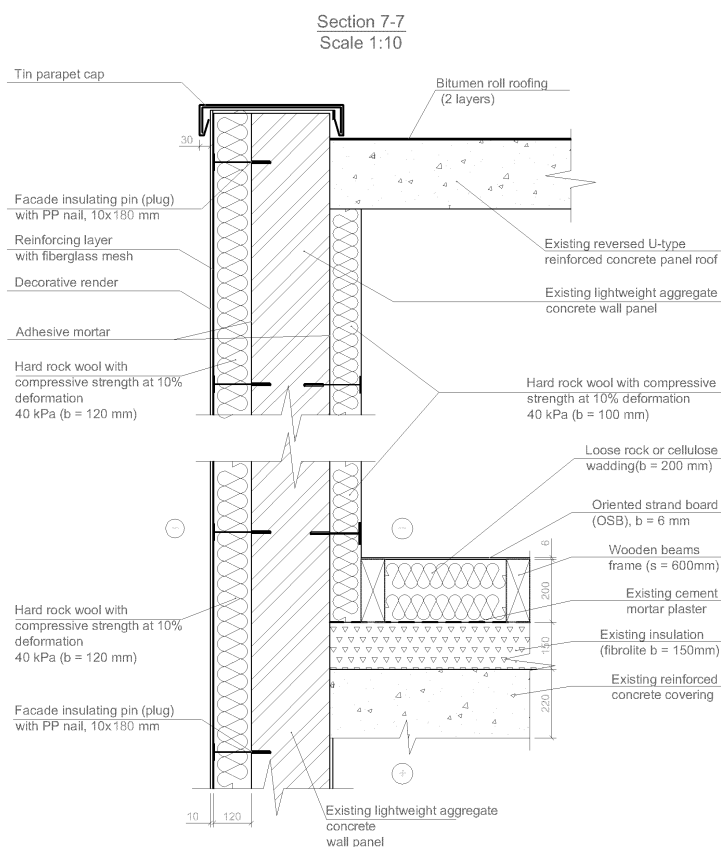 Section 7-7
Scale 1:10
Tin parapet cap
Bitumen roll roofing
(2 layers)
30
Facade insulating pin (plug)
with PP nail, 10x180 mm
Reinforcing layer
with fiberglass mesh
Decorative render
Adhesive mortar
Hard rock wool with
compressive strength at 10%
deformation
40 kPa (b = 120 mm)
Existing reversed U-type
reinforced concrete panel roof
Existing lightweight aggregate
concrete wall panel
Hard rock wool with compressive
strength at 10% deformation
40 kPa (b = 100 mm)
Loose rock or cellulose
wadding(b = 200 mm)
Oriented strand board
(OSB), b = 6 mm
Wooden beams
frame (s = 600mm)
Existing cement
mortar plaster
Existing insulation
(fibrolite b = 150mm)
Existing reinforced
concrete covering
6
200
150
220
Hard rock wool with
compressive strength at 10%
deformation
40 kPa (b = 120 mm)
Facade insulating pin (plug)
with PP nail, 10x180 mm
10
120
Existing lightweight aggregate
concrete
wall panel